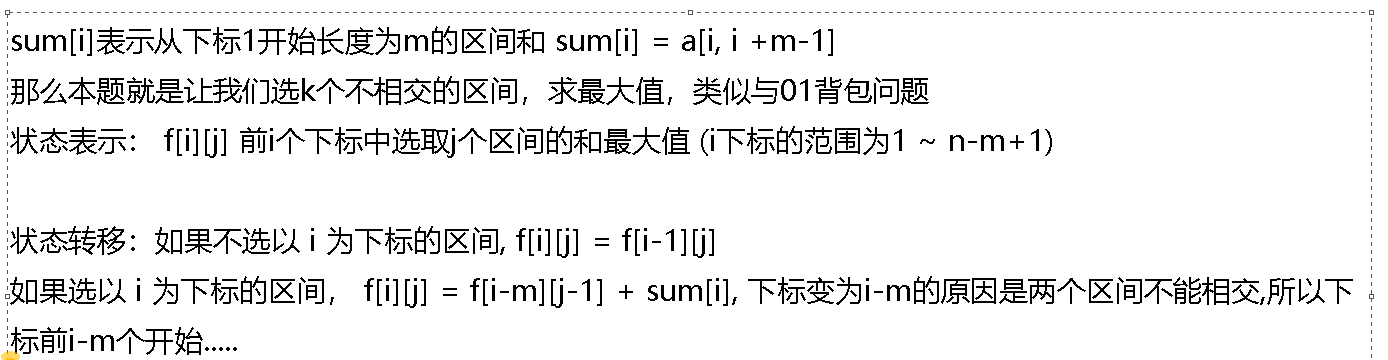 sum[i]表示从下标1开始长度为m的区间和 sum[i] = a[i, i +m-1]
那么本题就是让我们选k个不相交的区间，求最大值，类似与01背包问题
状态表示： f[i][j] 前i个下标中选取j个区间的和最大值 (i下标的范围为1 ~ n-m+1)
状态转移：如果不选以 i 为下标的区间, f[i][j] = f[i-1][j]
如果选以 i 为下标的区间， f[i][j] = f[i-m][j-1] + sum[i], 下标变为i-m的原因是两个区间不能相交,所以下
标前i-m个开始.....